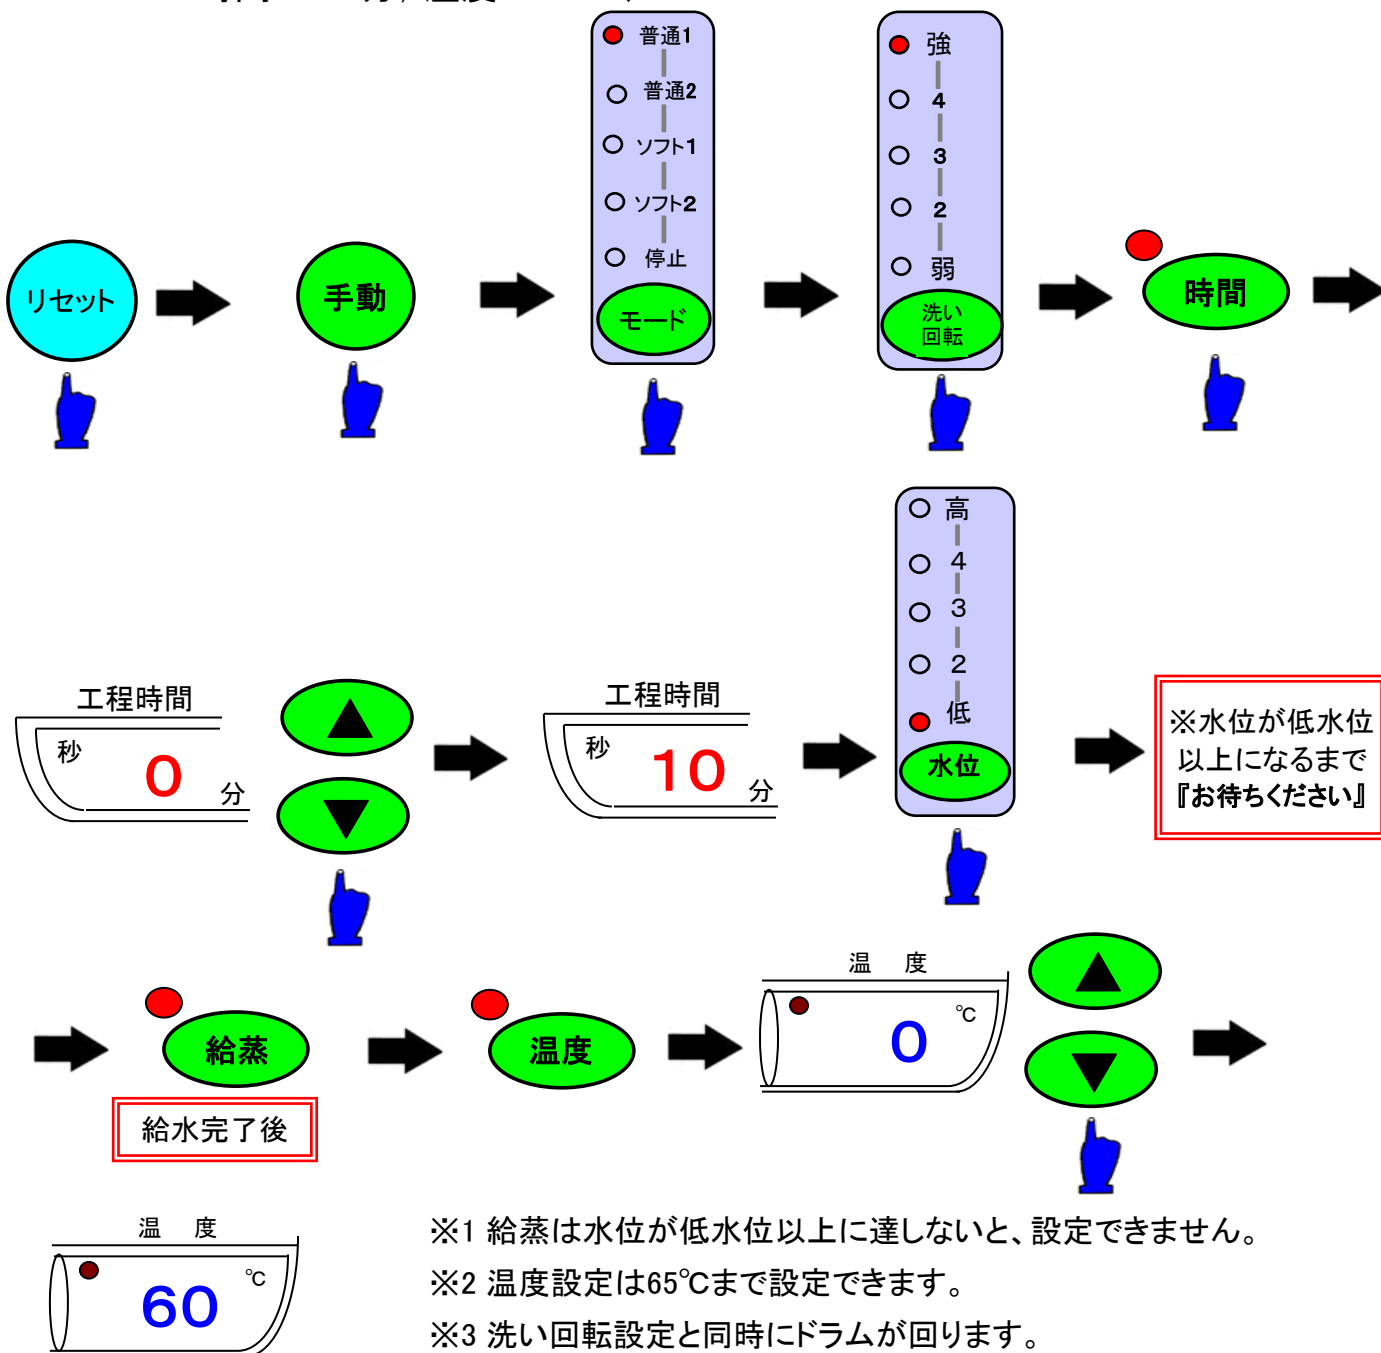 普通1
普通2
ソフト1
ソフト2
停止
モード
強
4
3
2
弱
洗い
回転
リセット
手動
時間
工程時間
秒
0
分
工程時間
秒
10
分
高
4
3
2
低
水位
※水位が低水位
以上になるまで
『お待ちください』
給蒸
給水完了後
温度
温 度
0
℃
温 度
60
℃
※1 給蒸は水位が低水位以上に達しないと、設定できません。
※2 温度設定は65℃まで設定できます。
※3 洗い回転設定と同時にドラムが回ります。